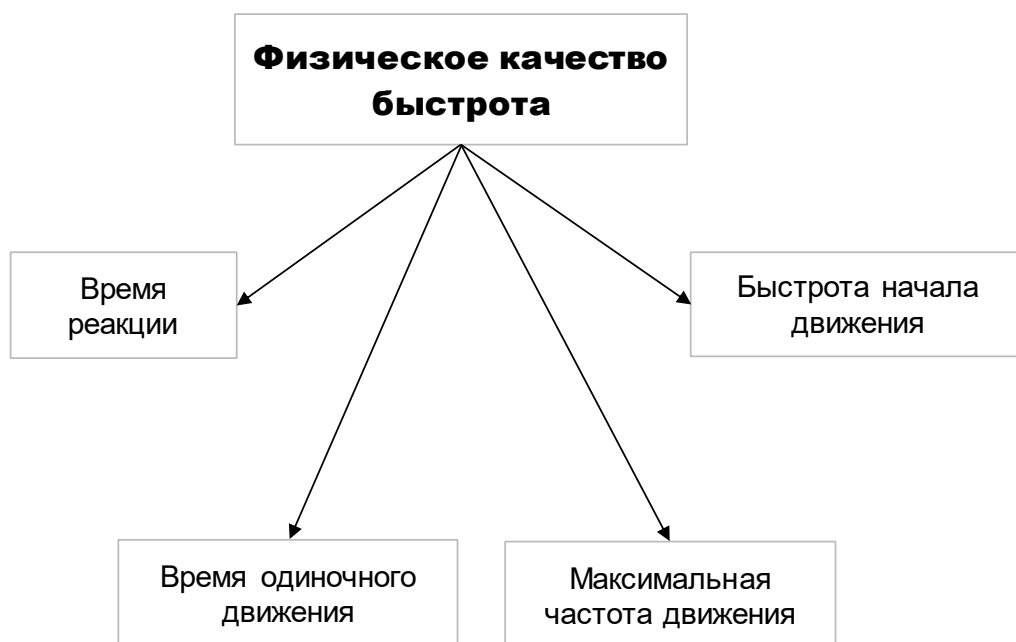 Физическое качество
быстрота
Время
реакции
Быстрота начала
движения
Время одиночного
движения
Максимальная
частота движения